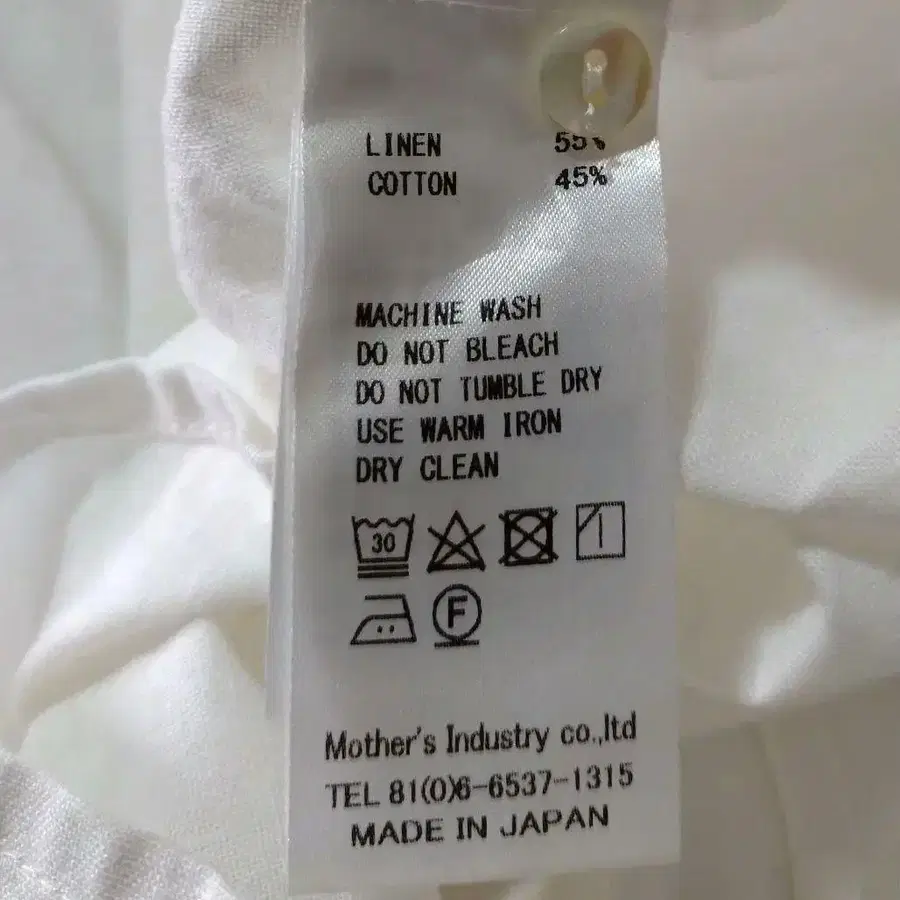 LINEN 55%
COTTON 45%
MACHINE WASH
DO NOT BLEACH
DO NOT TUMBLE DRY
USE WARM IRON
DRY CLEAN
30
F
Mother's Industry co.,ltd
TEL 81(0)6-6537-1315
MADE IN JAPAN